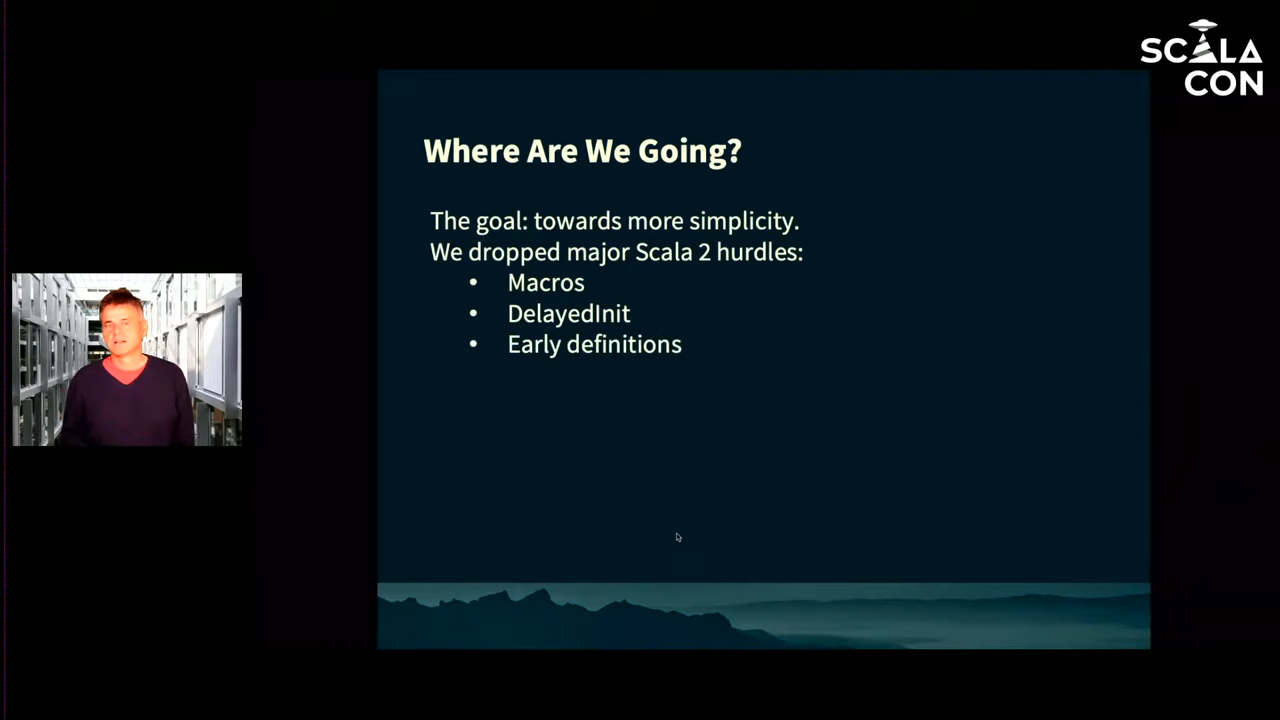 SCALA
CON
Where Are We Going?
The goal: towards more simplicity.
We dropped major Scala 2 hurdles:
• Macros
• DelayedInit
• Early definitions